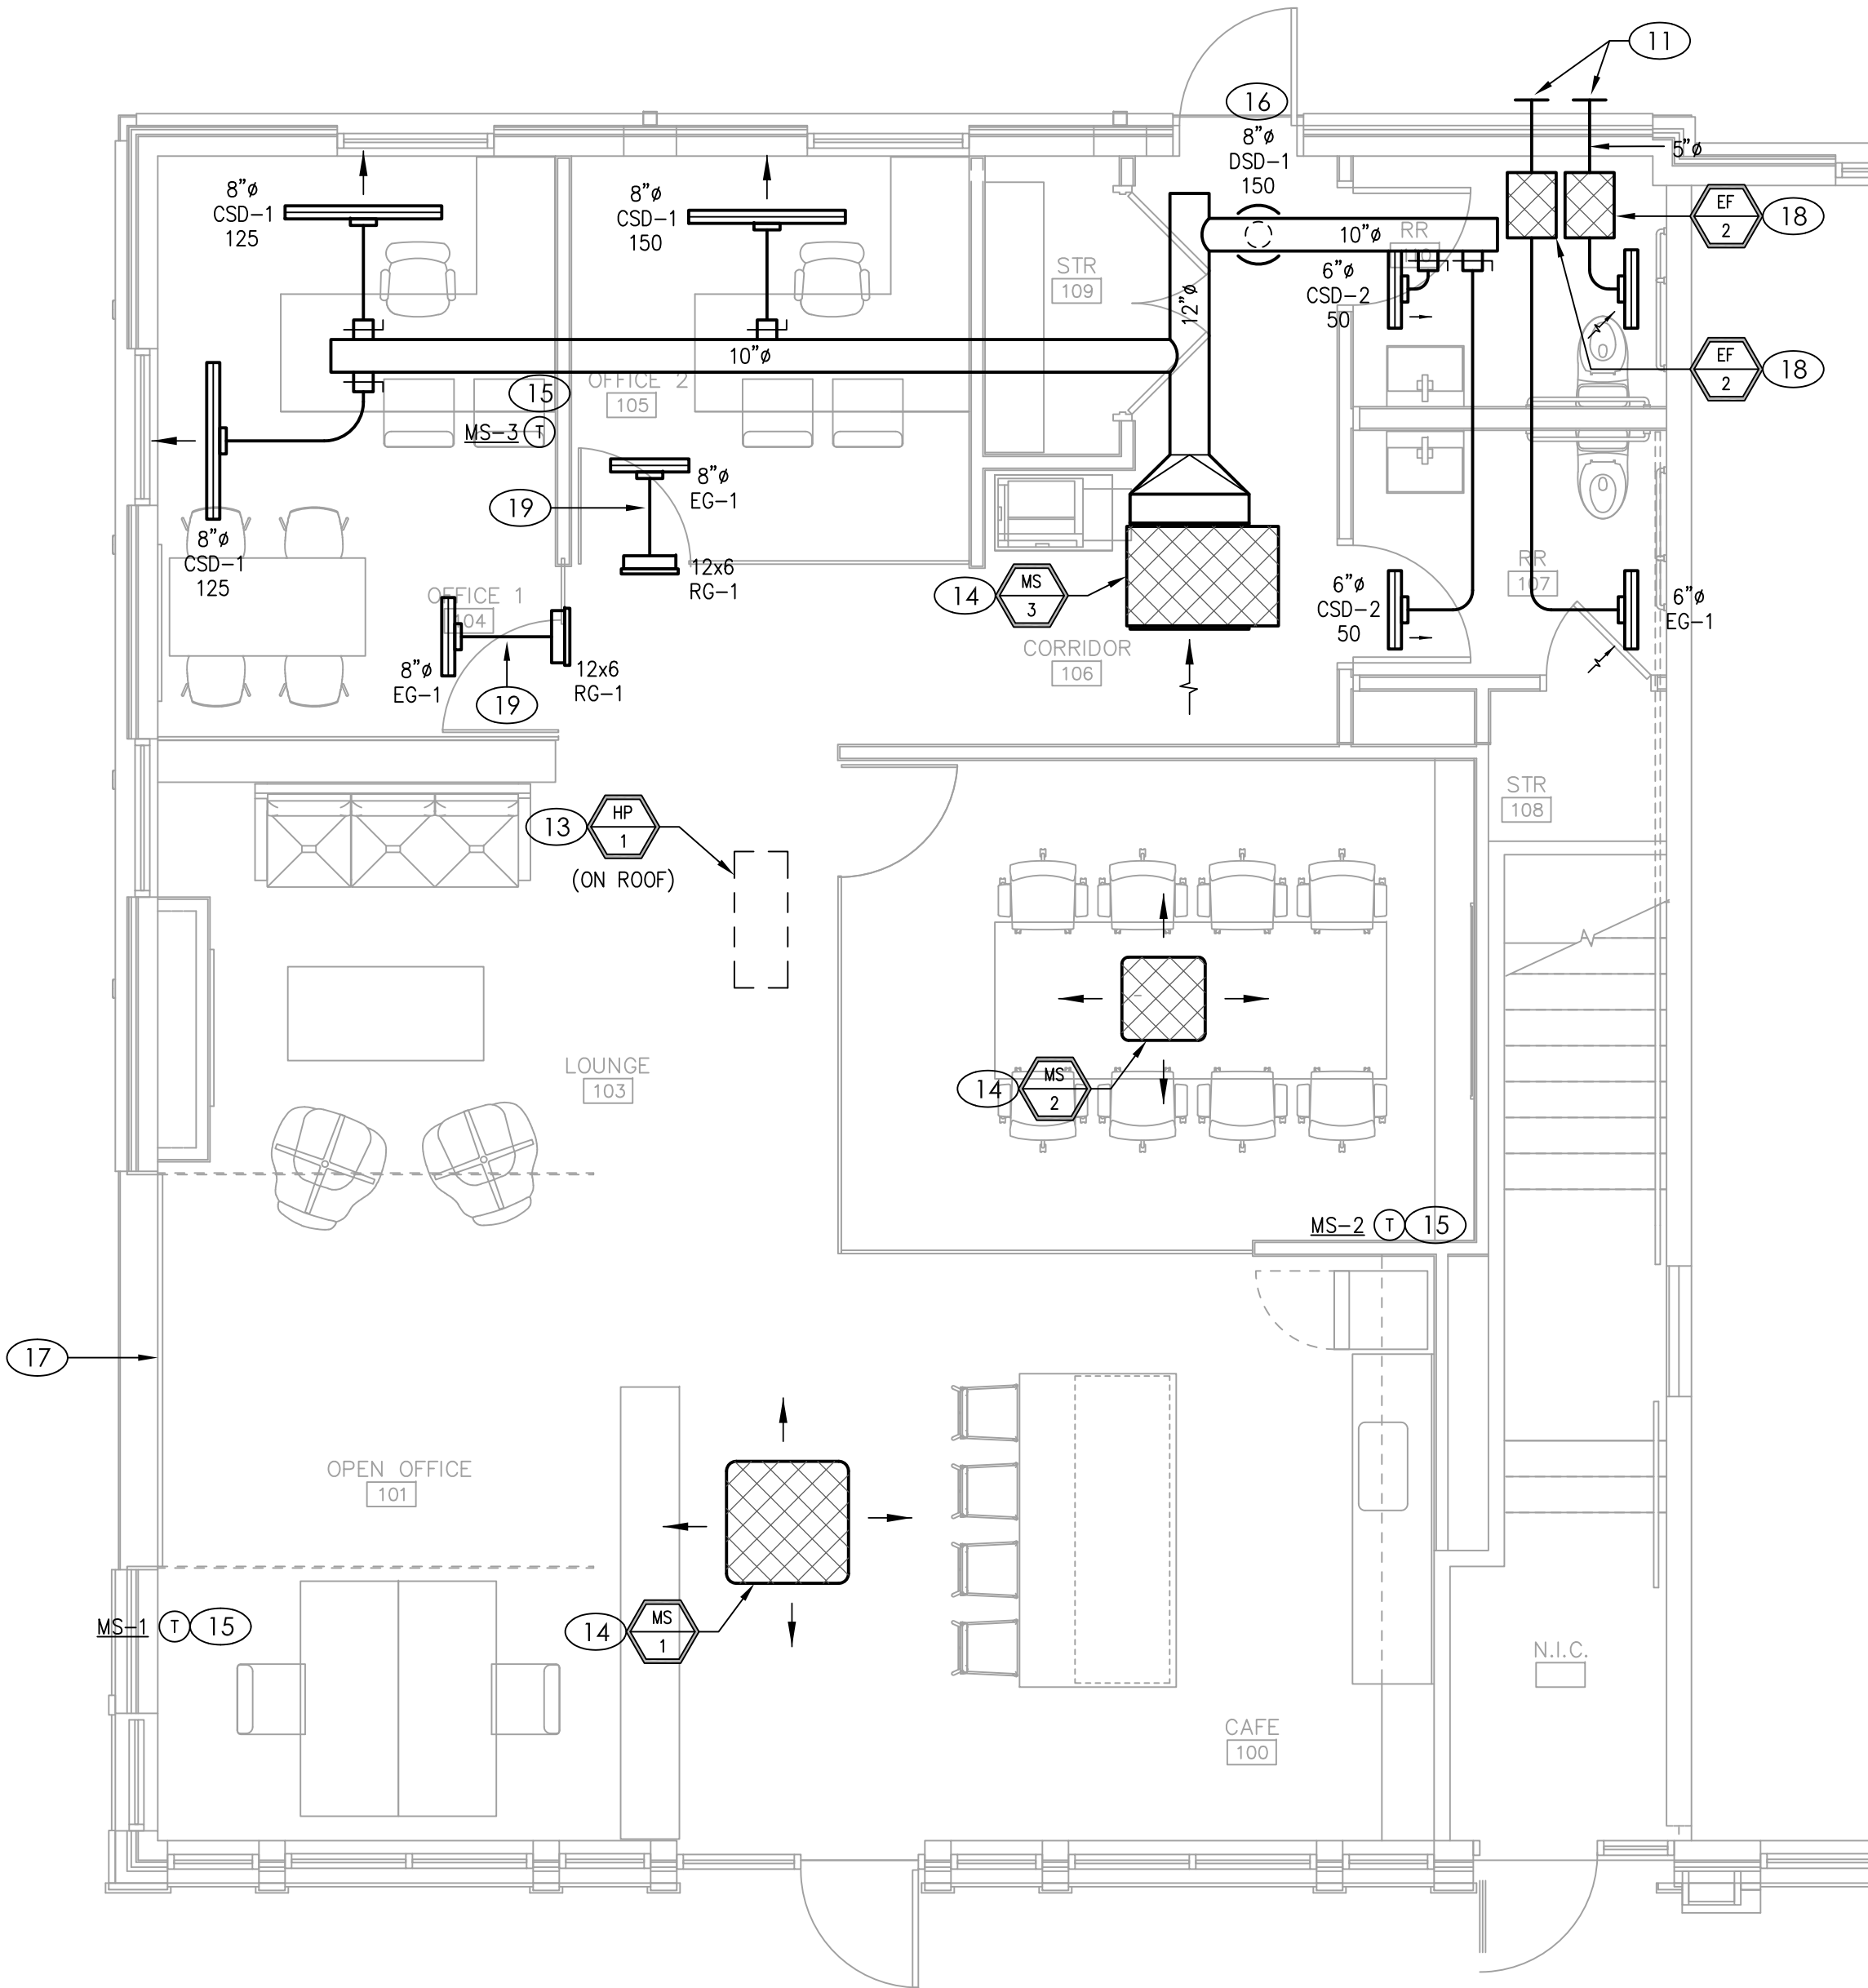 11
16
8"ø
DSD-1
150
5"ø
8"ø
CSD-1
125
8"ø
CSD-1
150
EF
2
18
10"ø
RR
STR
109
6"ø
CSD-2
50
12"ø
10"ø
EF
2
18
OFFICE 2
105
15
MS-3
T
8"ø
EG-1
19
8"ø
CSD-1
125
12x6
RG-1
14
MS
3
RR
107
6"ø
CSD-2
50
6"ø
EG-1
OFFICE 1
104
CORRIDOR
106
8"ø
EG-1
12x6
RG-1
19
STR
108
13
HP
1
(ON ROOF)
LOUNGE
103
14
MS
2
MS-2
T
15
17
OPEN OFFICE
101
MS-1
T
15
14
MS
1
N.I.C.
CAFE
100